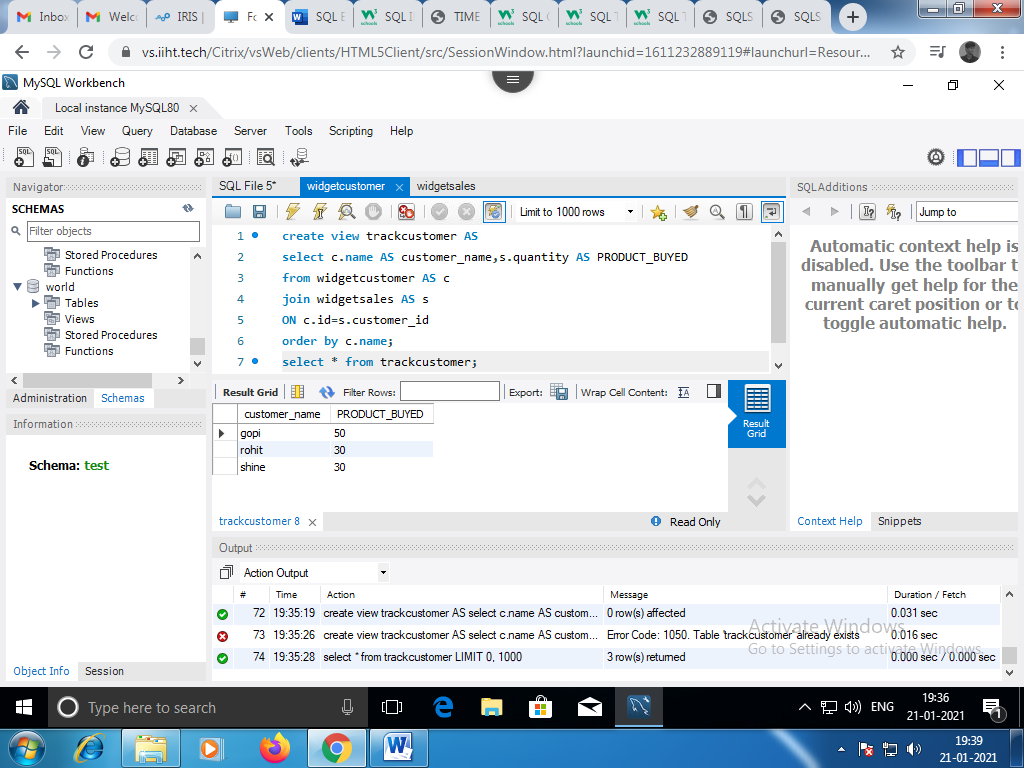 Inbox
Welc
IRIS |
Fo
SQL E
SQL I
TIME
SQL C
SQL T
SQL T
SQLS
SQLS
vs.iiht.tech/Citrix/vsWeb/clients/HTML5Client/src/SessionWindow.html?launchid=1611232889119#launchurl=Resour...
MySQL Workbench
Local instance MySQL80
File Edit View Query Database Server Tools Scripting Help
Navigator
SCHEMAS
Filter objects
Stored Procedures
Functions
world
Tables
Views
Stored Procedures
Functions
Administration Schemas
Information
Schema: test
Object Info Session
SQL File 5* widgetcustomer widgetsales
Limit to 1000 rows
1 create view trackcustomer AS
2 select c.name AS customer_name,s.quantity AS PRODUCT_BUYED
3 from widgetcustomer AS c
4 join widgetsales AS s
5 ON c.id=s.customer_id
6 order by c.name;
7 select * from trackcustomer;
Result Grid Filter Rows: Export: Wrap Cell Content:
customer_name PRODUCT_BUYED
gopi 50
rohit 30
shine 30
Result
Grid
trackcustomer 8
Read Only
SQLAdditions
Jump to
Automatic context help is
disabled. Use the toolbar t
manually get help for the
current caret position or to
toggle automatic help.
Context Help Snippets
Output
Action Output
# Time Action Message Duration / Fetch
72 19:35:19 create view trackcustomer AS select c.name AS custom... 0 row(s) affected 0.031 sec
73 19:35:26 create view trackcustomer AS select c.name AS custom... Error Code: 1050. Table 'trackcustomer' already exists 0.016 sec
74 19:35:28 select * from trackcustomer LIMIT 0, 1000 3 row(s) returned 0.000 sec / 0.000 sec
Activate Windows
Go to Settings to activate Windows.
Type here to search
ENG
19:36
21-01-2021
1
19:39
21-01-2021